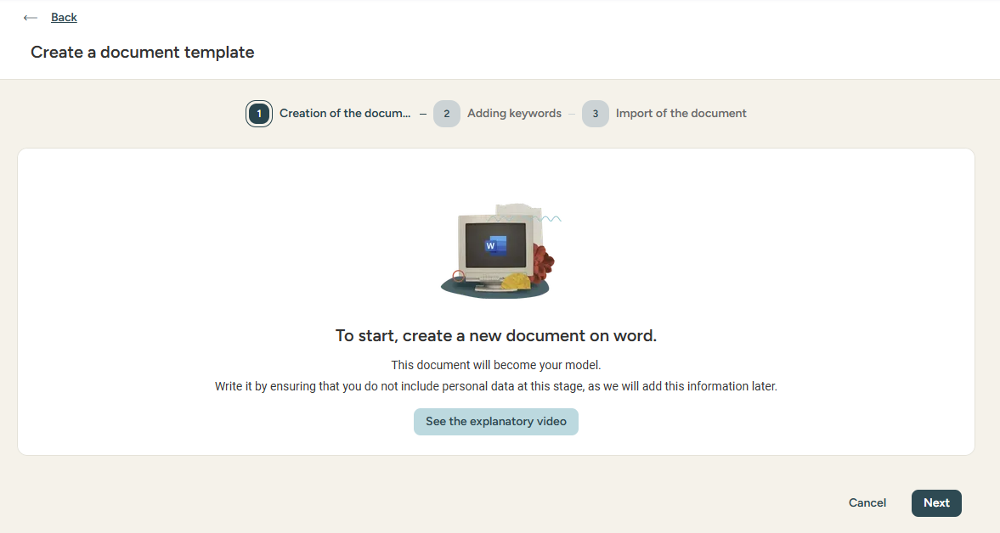 Back
Create a document template
1 Creation of the docum... – 2 Adding keywords – 3 Import of the document
W
To start, create a new document on word.
This document will become your model.
Write it by ensuring that you do not include personal data at this stage, as we will add this information later.
See the explanatory video
Cancel Next